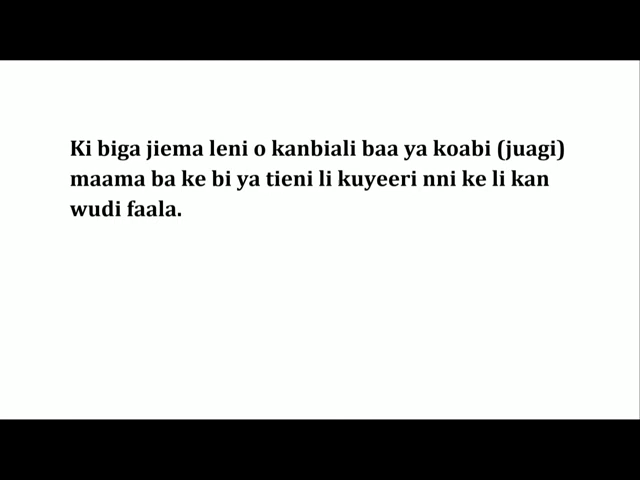 Ki biga jiema leni o kanbiali baa ya koabi (juagi)
maama ba ke bi ya tieni li kuyeeri nni ke li kan
wudi faala.